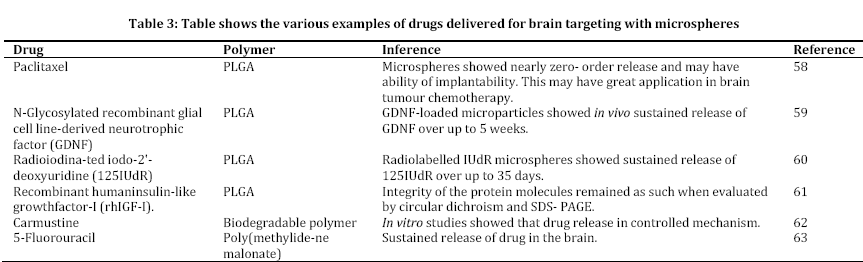 Table 3: Table shows the various examples of drugs delivered for brain targeting with microspheres
Drug Polymer Inference Reference
Paclitaxel PLGA Microspheres showed nearly zero- order release and may have 58
ability of implantability. This may have great application in brain
tumour chemotherapy.
N-Glycosylated recombinant glial PLGA GDNF-loaded microparticles showed in vivo sustained release of 59
cell line-derived neurotrophic GDNF over up to 5 weeks.
factor (GDNF)
Radioiodina-ted iodo-2'- PLGA Radiolabelled IUdR microspheres showed sustained release of 60
deoxyuridine (125IUdR) 125IUdR over up to 35 days.
Recombinant humaninsulin-like PLGA Integrity of the protein molecules remained as such when evaluated 61
growthfactor-I (rhIGF-I). by circular dichroism and SDS- PAGE.
Carmustine Biodegradable polymer In vitro studies showed that drug release in controlled mechanism. 62
5-Fluorouracil Poly(methylide-ne Sustained release of drug in the brain. 63
malonate)